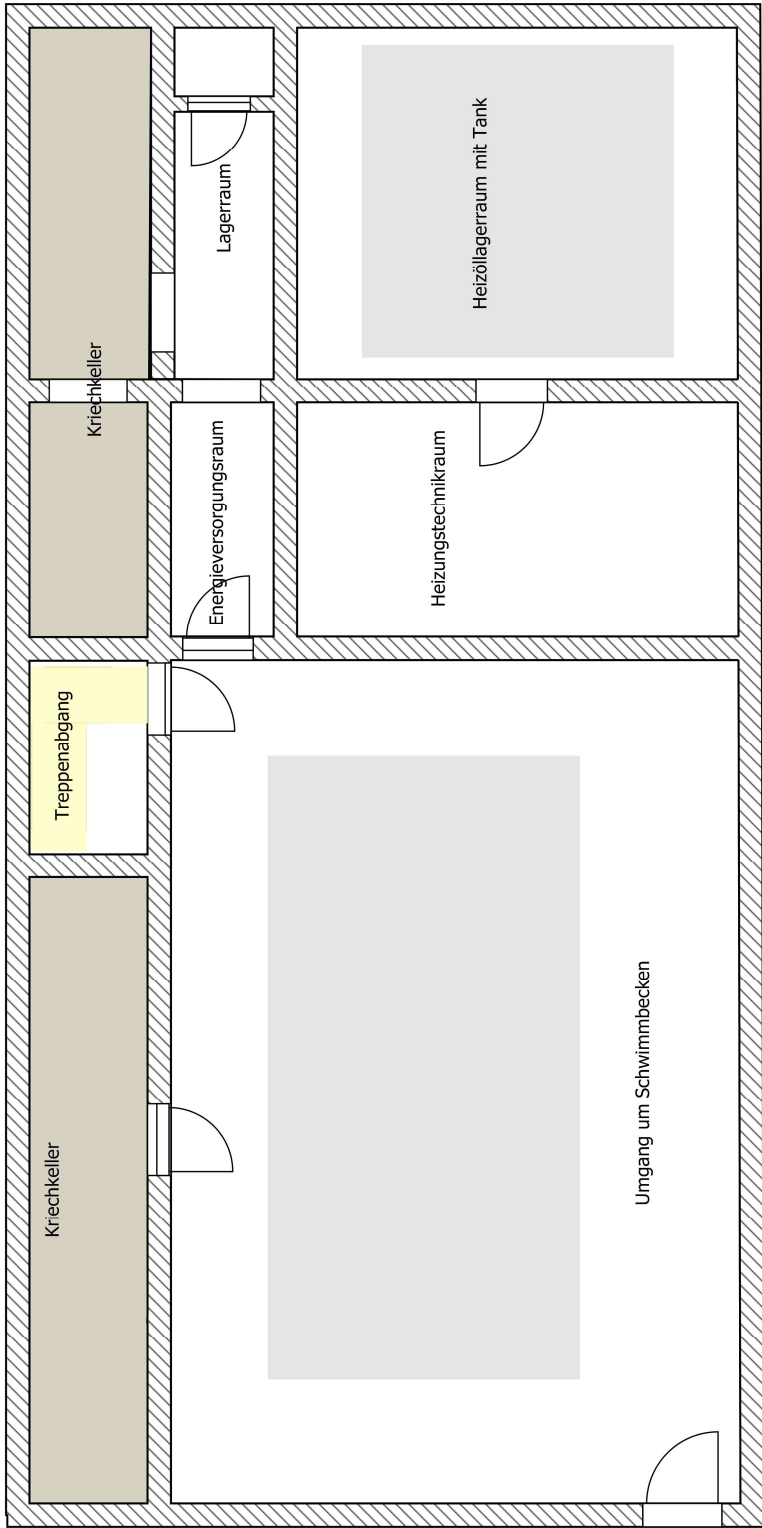 Kriechkeller
Treppenabgang
Kriechkeller
Energieversorgungsraum
Lagerraum
Heizungstechnikraum
Heizöllagerraum mit Tank
Umgang um Schwimmbecken